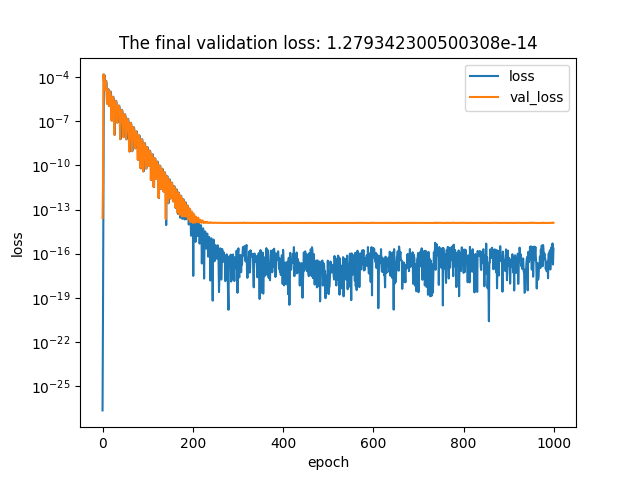 The final validation loss: 1.279342300500308e-14
loss
val_loss
10⁻⁴
10⁻⁷
10⁻¹⁰
10⁻¹³
10⁻¹⁶
10⁻¹⁹
10⁻²²
10⁻²⁵
loss
0 200 400 600 800 1000
epoch